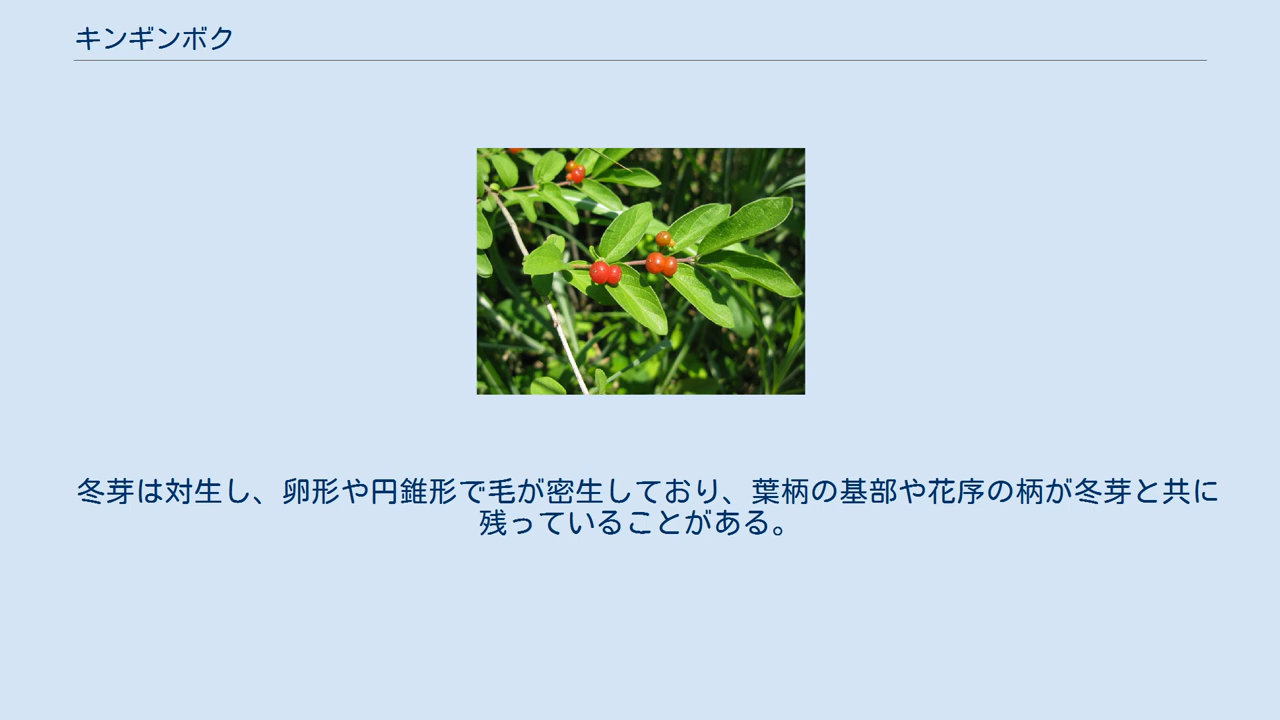 キンギンボク
冬芽は対生し、卵形や円錐形で毛が密生しており、葉柄の基部や花序の柄が冬芽と共に
残っていることがある。